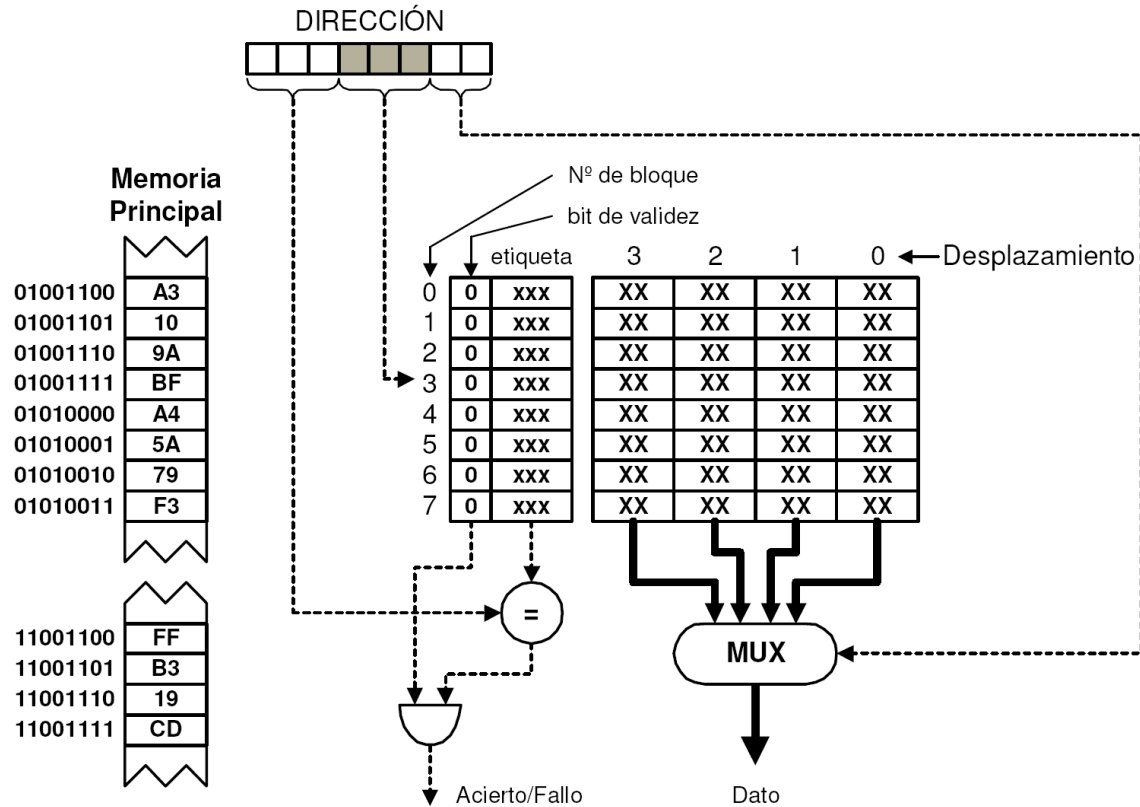 DIRECCIÓN
Nº de bloque
bit de validez
Memoria
Principal
etiqueta 3 2 1 0 Desplazamiento
01001100 A3 0 0 xxx XX XX XX XX
01001101 10 1 0 xxx XX XX XX XX
01001110 9A 2 0 xxx XX XX XX XX
01001111 BF 3 0 xxx XX XX XX XX
01010000 A4 4 0 xxx XX XX XX XX
01010001 5A 5 0 xxx XX XX XX XX
01010010 79 6 0 xxx XX XX XX XX
01010011 F3 7 0 xxx XX XX XX XX
=
11001100 FF
11001101 B3
11001110 19
11001111 CD
MUX
Acierto/Fallo
Dato